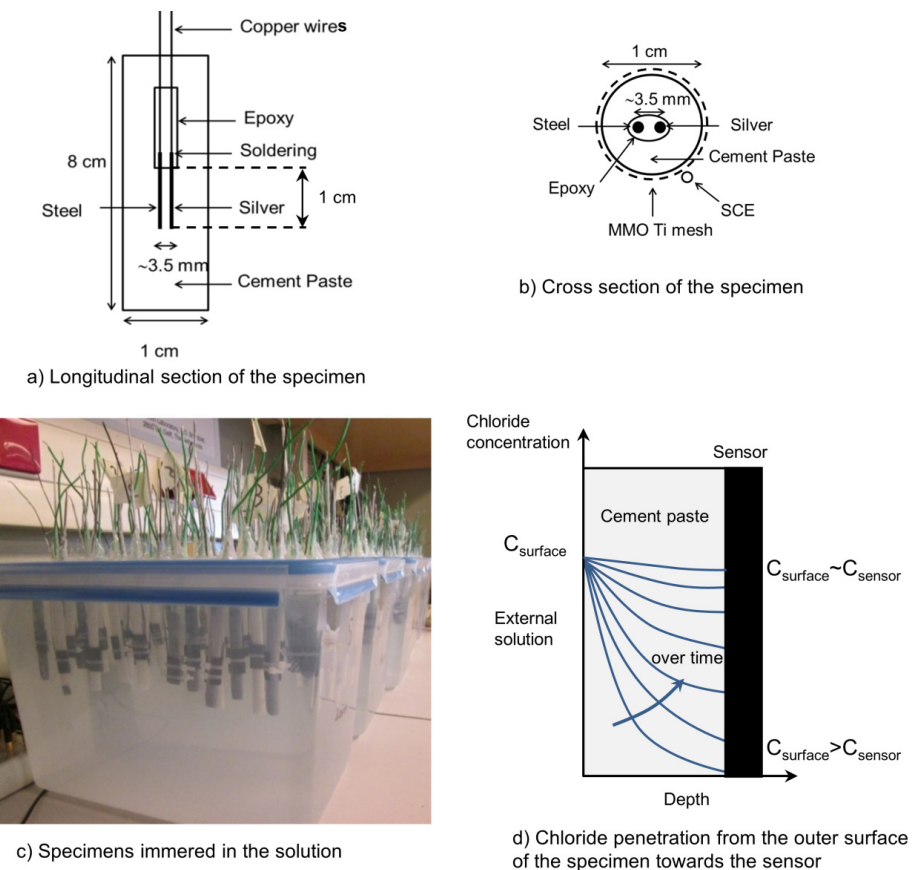 Copper wires
Epoxy
Soldering
8 cm
1 cm
Steel
Silver
~3.5 mm
Cement Paste
1 cm
a) Longitudinal section of the specimen
1 cm
~3.5 mm
Steel
Silver
Cement Paste
Epoxy
SCE
MMO Ti mesh
b) Cross section of the specimen
c) Specimens immered in the solution
Chloride
concentration
Sensor
Cement paste
Csurface
Csurface~Csensor
External
solution
over time
Csurface>Csensor
Depth
d) Chloride penetration from the outer surface
of the specimen towards the sensor